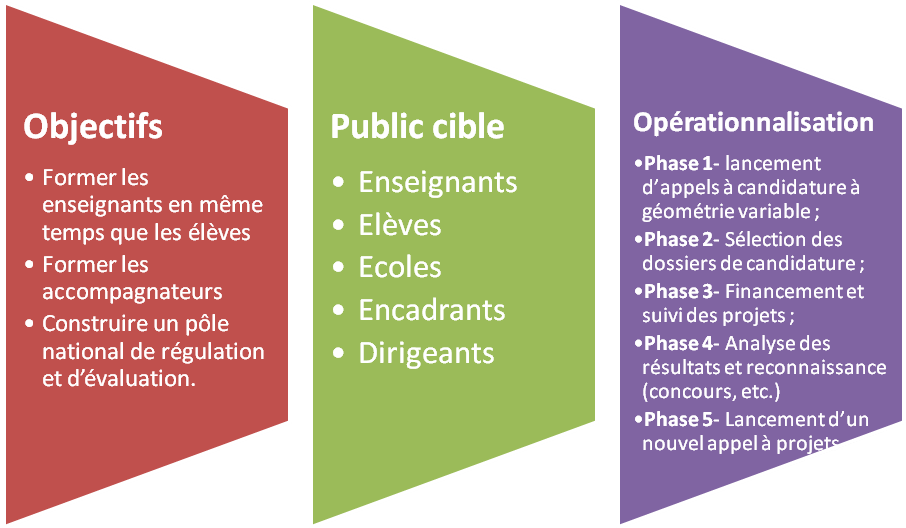 Objectifs
• Former les
enseignants en même
temps que les élèves
• Former les
accompagnateurs
• Construire un pôle
national de régulation
et d’évaluation.
Public cible
• Enseignants
• Elèves
• Ecoles
• Encadrants
• Dirigeants
Opérationnalisation
•Phase 1- lancement
d’appels à candidature à
géométrie variable ;
•Phase 2- Sélection des
dossiers de candidature ;
•Phase 3- Financement et
suivi des projets ;
•Phase 4- Analyse des
résultats et reconnaissance
(concours, etc.)
•Phase 5- Lancement d’un
nouvel appel à projets